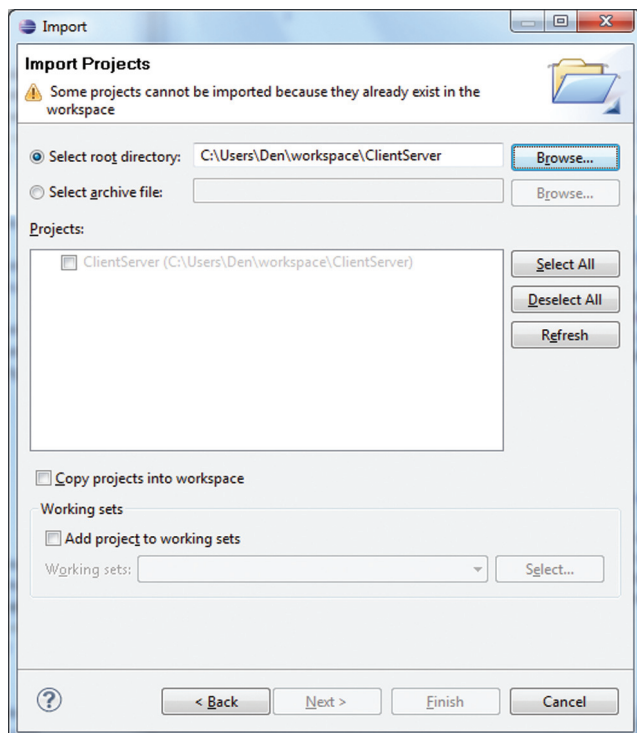 Import
Import Projects
Some projects cannot be imported because they already exist in the
workspace
Select root directory: C:\Users\Den\workspace\ClientServer Browse...
Select archive file: Browse...
Projects:
ClientServer (C:\Users\Den\workspace\ClientServer)
Select All
Deselect All
Refresh
Copy projects into workspace
Working sets
Add project to working sets
Working sets: Select...
? < Back Next > Finish Cancel